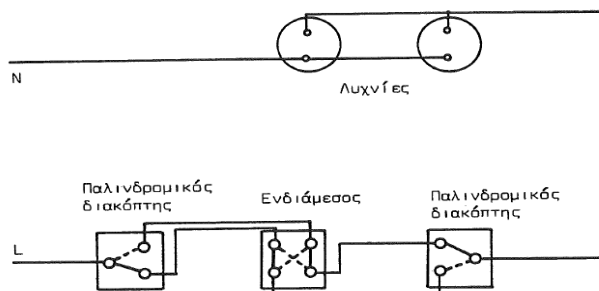 N
Λυχνίες
Παλινδρομικός
διακόπτης
Ενδιάμεσος
Παλινδρομικός
διακόπτης
L